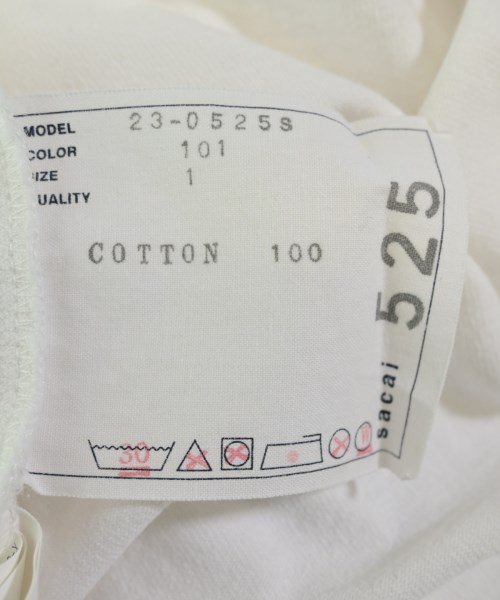 MODEL 23-0525S
COLOR 101
SIZE 1
QUALITY
COTTON 100
30
W
sacai 525